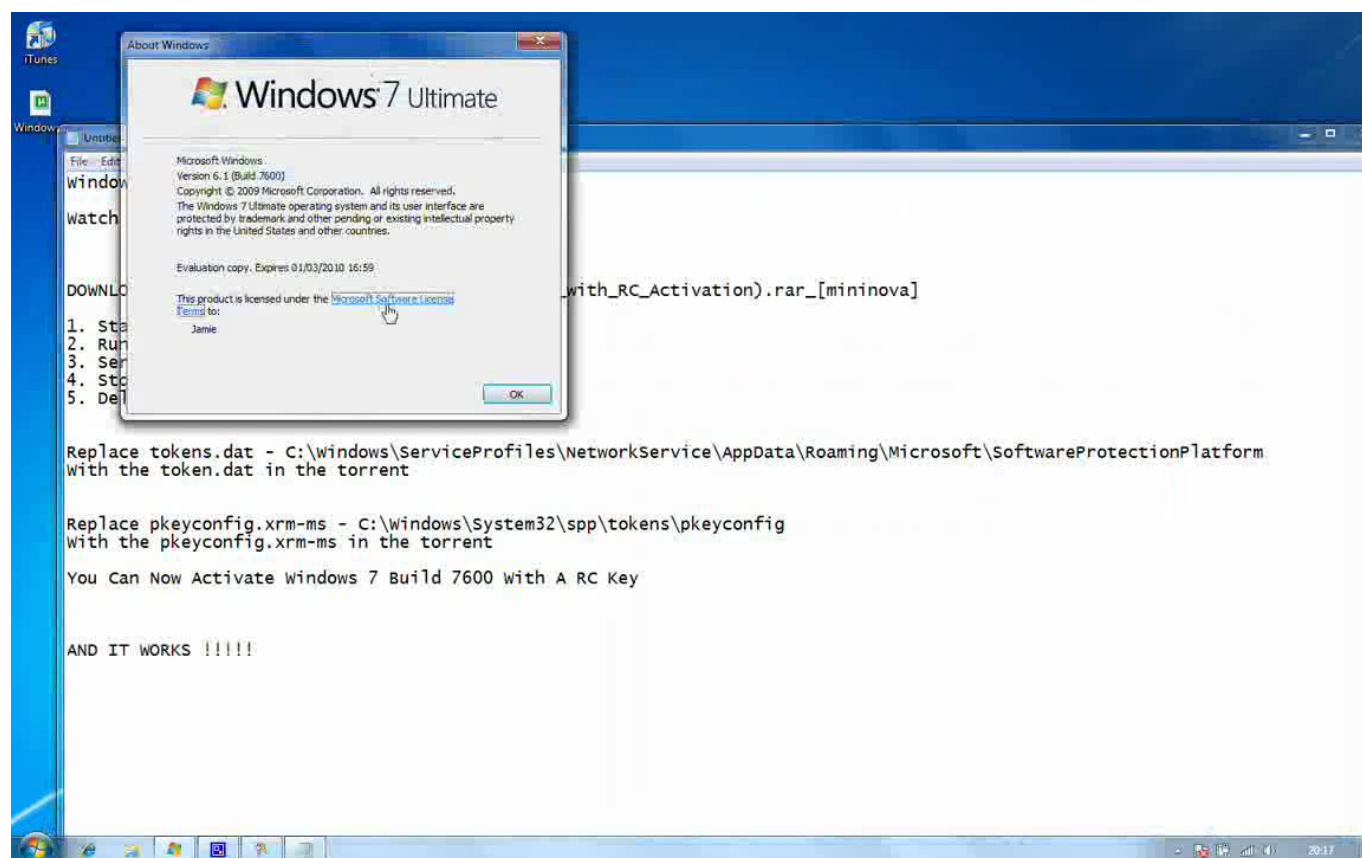 iTunes
Window
About Windows
Windows 7 Ultimate
Microsoft Windows
Version 6.1 (Build 7600)
Copyright © 2009 Microsoft Corporation. All rights reserved.
The Windows 7 Ultimate operating system and its user interface are
protected by trademark and other pending or existing intellectual property
rights in the United States and other countries.
Evaluation copy. Expires 01/03/2010 16:59
This product is licensed under the Microsoft Software License
Terms to:
Jamie
OK
File Edit
Window
Watch
DOWNLO _with_RC_Activation).rar_[mininova]
1. Sta
2. Run
3. Ser
4. Sto
5. Del
Replace tokens.dat - C:\Windows\ServiceProfiles\NetworkService\AppData\Roaming\Microsoft\SoftwareProtectionPlatform
With the token.dat in the torrent
Replace pkeyconfig.xrm-ms - C:\Windows\System32\spp\tokens\pkeyconfig
With the pkeyconfig.xrm-ms in the torrent
You Can Now Activate Windows 7 Build 7600 With A RC Key
AND IT WORKS !!!!!
20:17